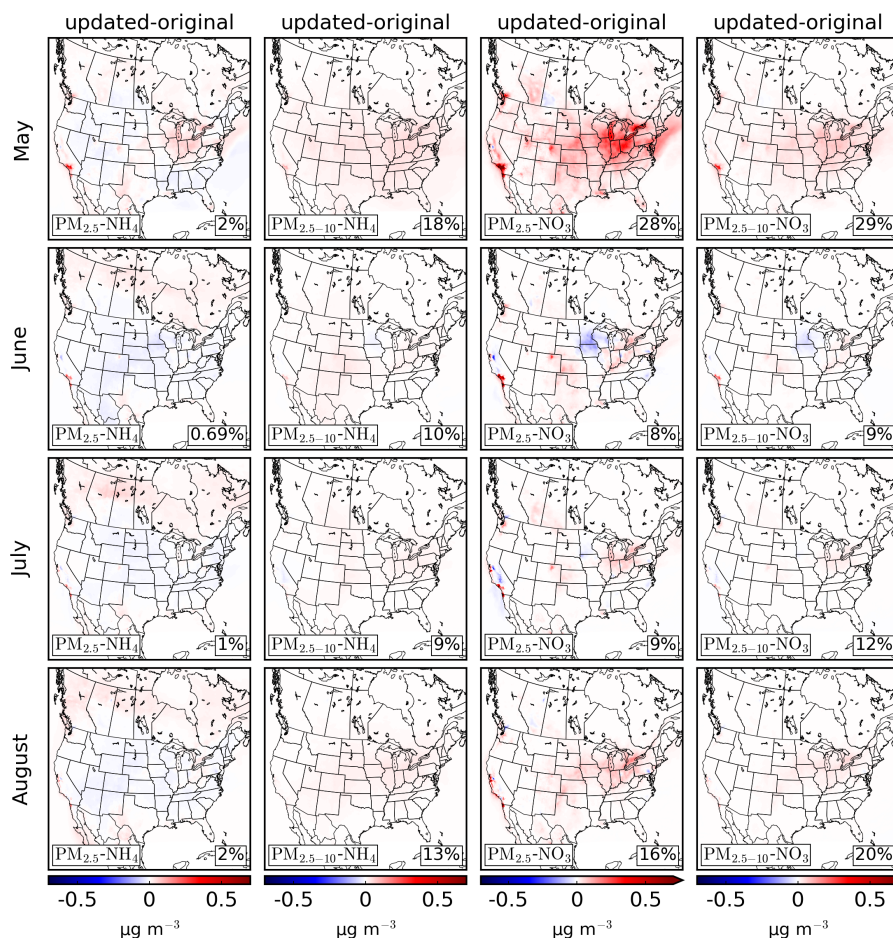 updated-original updated-original updated-original updated-original
May
PM2.5-NH4 2% PM2.5−10-NH4 18% PM2.5-NO3 28% PM2.5−10-NO3 29%
June
PM2.5-NH4 0.69% PM2.5−10-NH4 10% PM2.5-NO3 8% PM2.5−10-NO3 9%
July
PM2.5-NH4 1% PM2.5−10-NH4 9% PM2.5-NO3 9% PM2.5−10-NO3 12%
August
PM2.5-NH4 2% PM2.5−10-NH4 13% PM2.5-NO3 16% PM2.5−10-NO3 20%
-0.5 0 0.5 -0.5 0 0.5 -0.5 0 0.5 -0.5 0 0.5
μg m−3 μg m−3 μg m−3 μg m−3